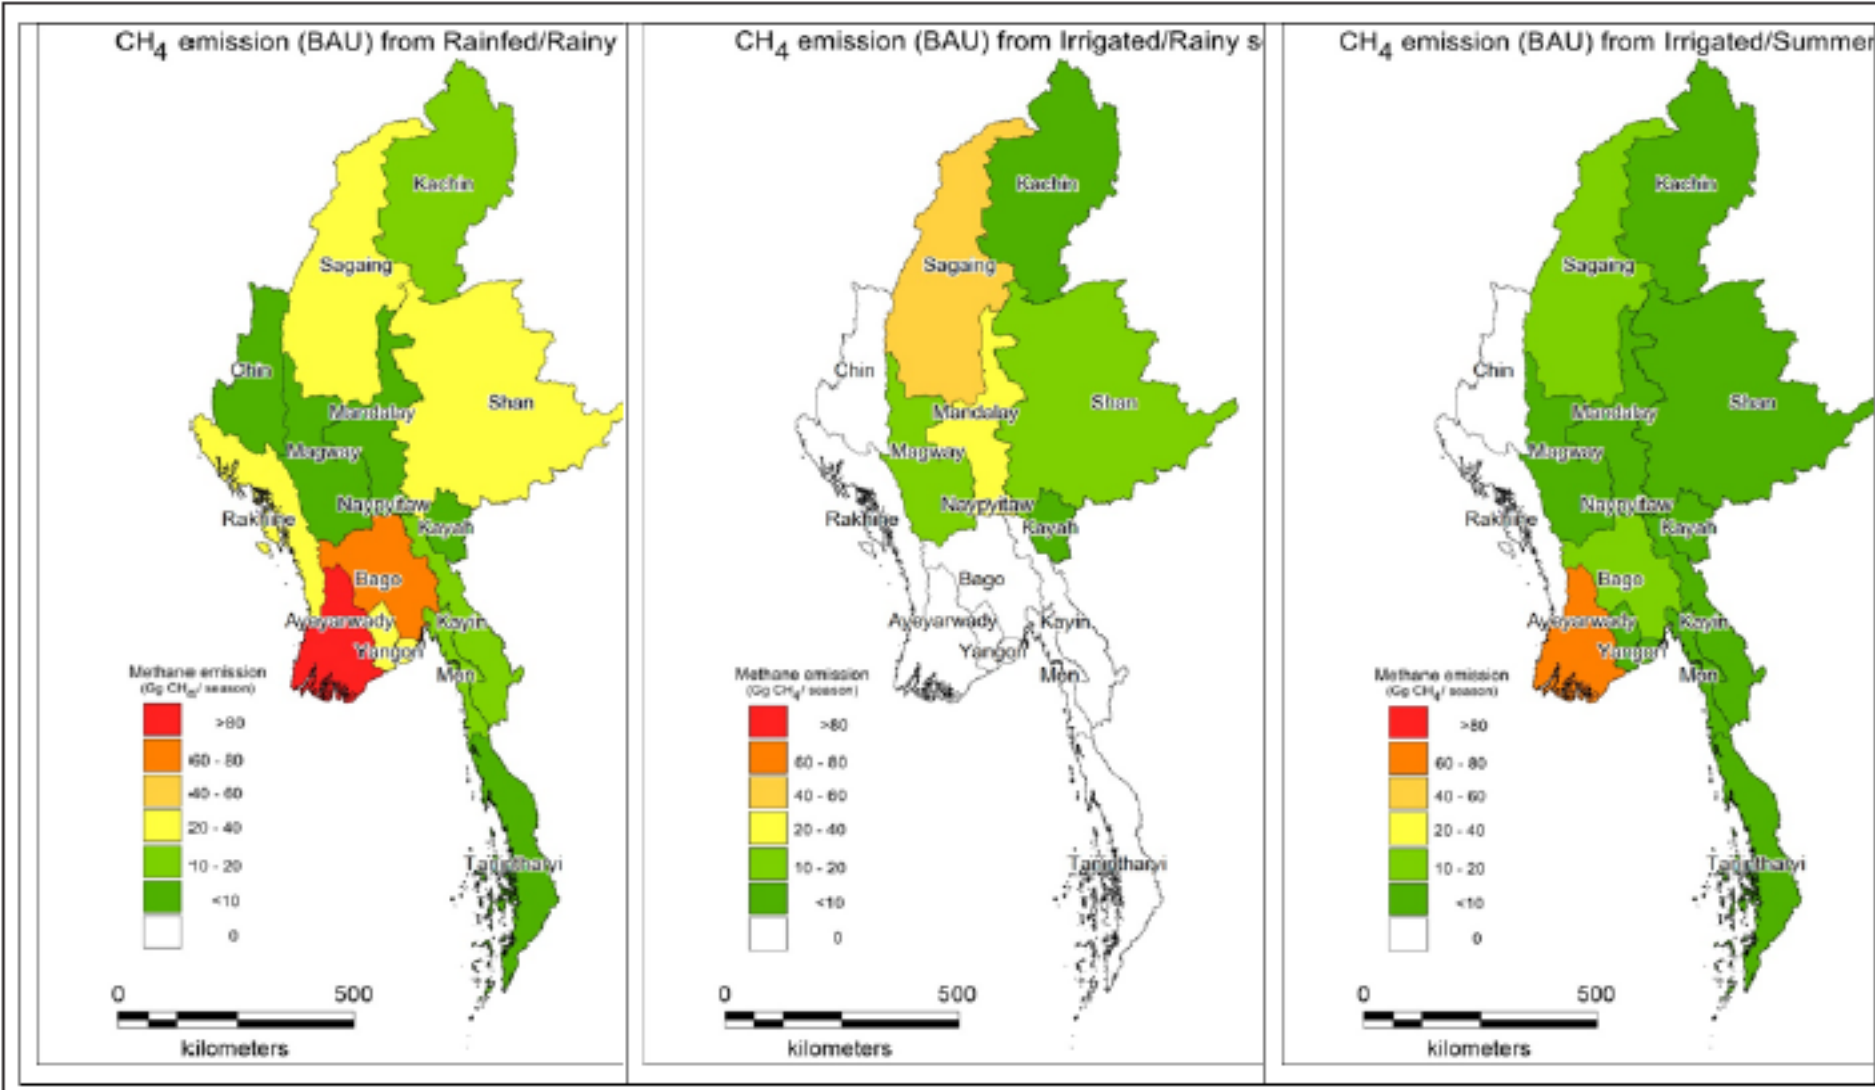 CH4 emission (BAU) from Rainfed/Rainy
Kachin
Sagaing
Chin
Shan
Mandalay
Magway
Naypyitaw
Rakhine
Kayah
Bago
Ayeyarwady
Kayin
Yangon
Mon
Methane emission
(Gg CH4/ season)
>80
60 - 80
40 - 60
20 - 40
10 - 20
<10
0
Tanintharyi
0 500
kilometers
CH4 emission (BAU) from Irrigated/Rainy s
Kachin
Sagaing
Chin
Shan
Mandalay
Magway
Naypyitaw
Rakhine
Kayah
Bago
Ayeyarwady
Kayin
Yangon
Mon
Methane emission
(Gg CH4/ season)
>80
60 - 80
40 - 60
20 - 40
10 - 20
<10
0
Tanintharyi
0 500
kilometers
CH4 emission (BAU) from Irrigated/Summer
Kachin
Sagaing
Chin
Shan
Mandalay
Magway
Naypyitaw
Rakhine
Kayah
Bago
Ayeyarwady
Kayin
Yangon
Mon
Methane emission
(Gg CH4/ season)
>80
60 - 80
40 - 60
20 - 40
10 - 20
<10
0
Tanintharyi
0 500
kilometers